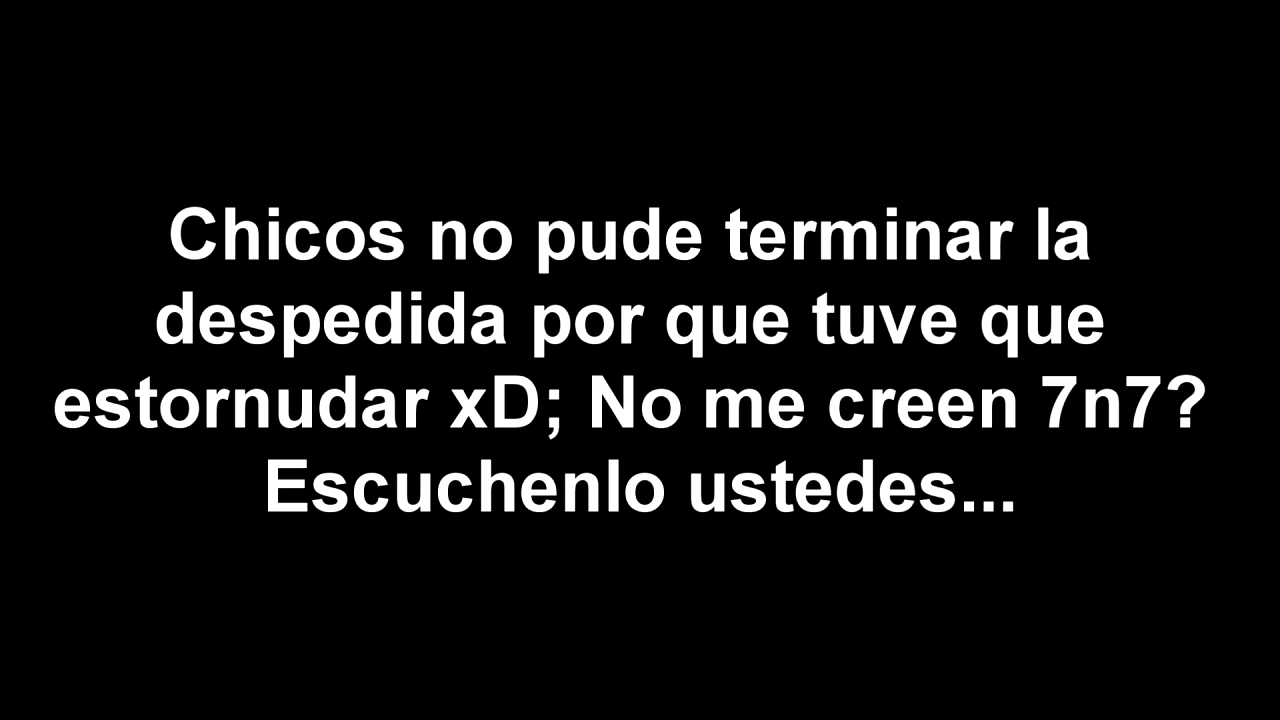 Chicos no pude terminar la
despedida por que tuve que
estornudar xD; No me creen 7n7?
Escuchenlo ustedes...